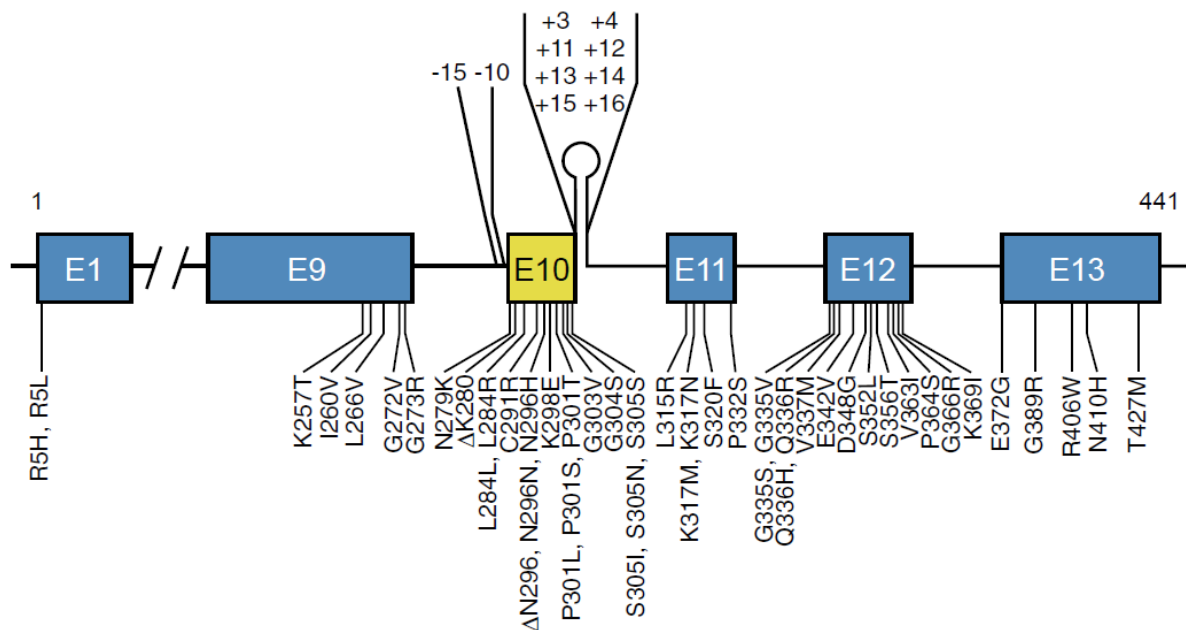 +3 +4
+11 +12
+13 +14
+15 +16
-15 -10
1
441
E1
E9
E10
E11
E12
E13
R5H, R5L
K257T
I260V
L266V
G272V
G273R
N279K
ΔK280
L284L, L284R
C291R
ΔN296, N296N, N296H
K298E
P301L, P301S, P301T
G303V
G304S
S305I, S305N, S305S
L315R
K317M, K317N
S320F
P332S
G335S, G335V
Q336H, Q336R
V337M
E342V
D348G
S352L
S356T
V363I
P364S
G366R
K369I
E372G
G389R
R406W
N410H
T427M